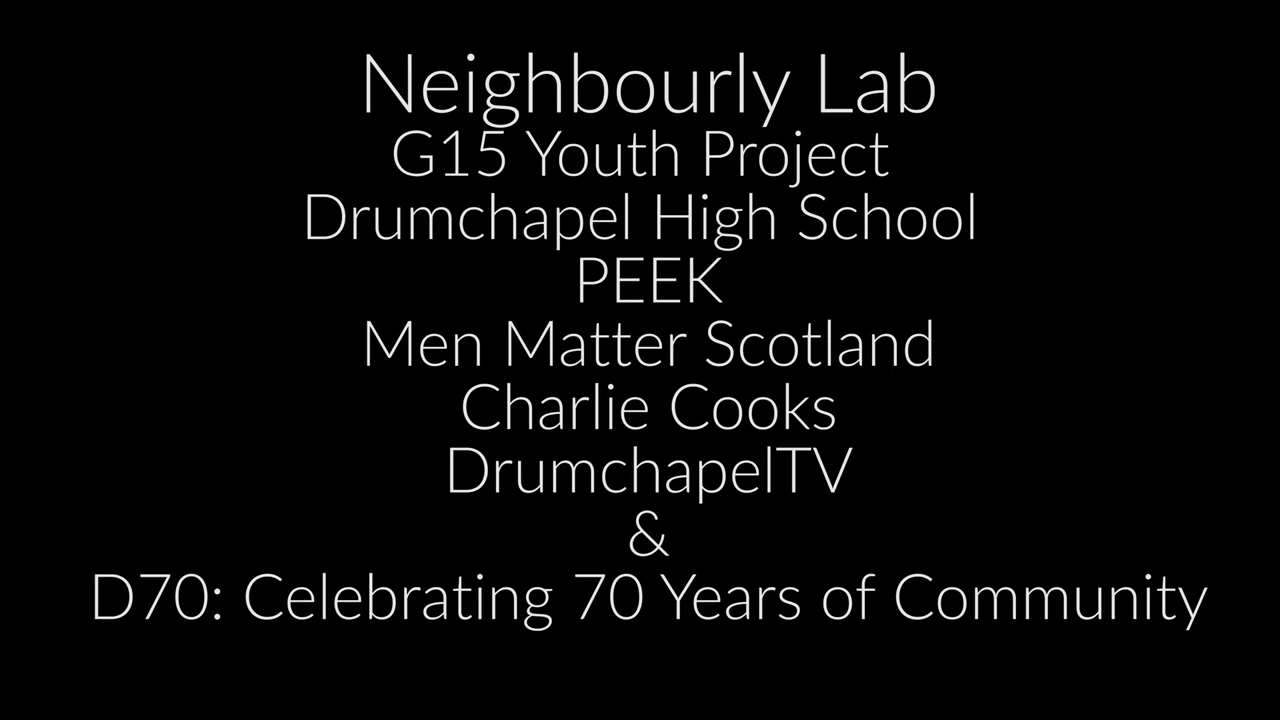 Neighbourly Lab
G15 Youth Project
Drumchapel High School
PEEK
Men Matter Scotland
Charlie Cooks
DrumchapelTV
&
D70: Celebrating 70 Years of Community